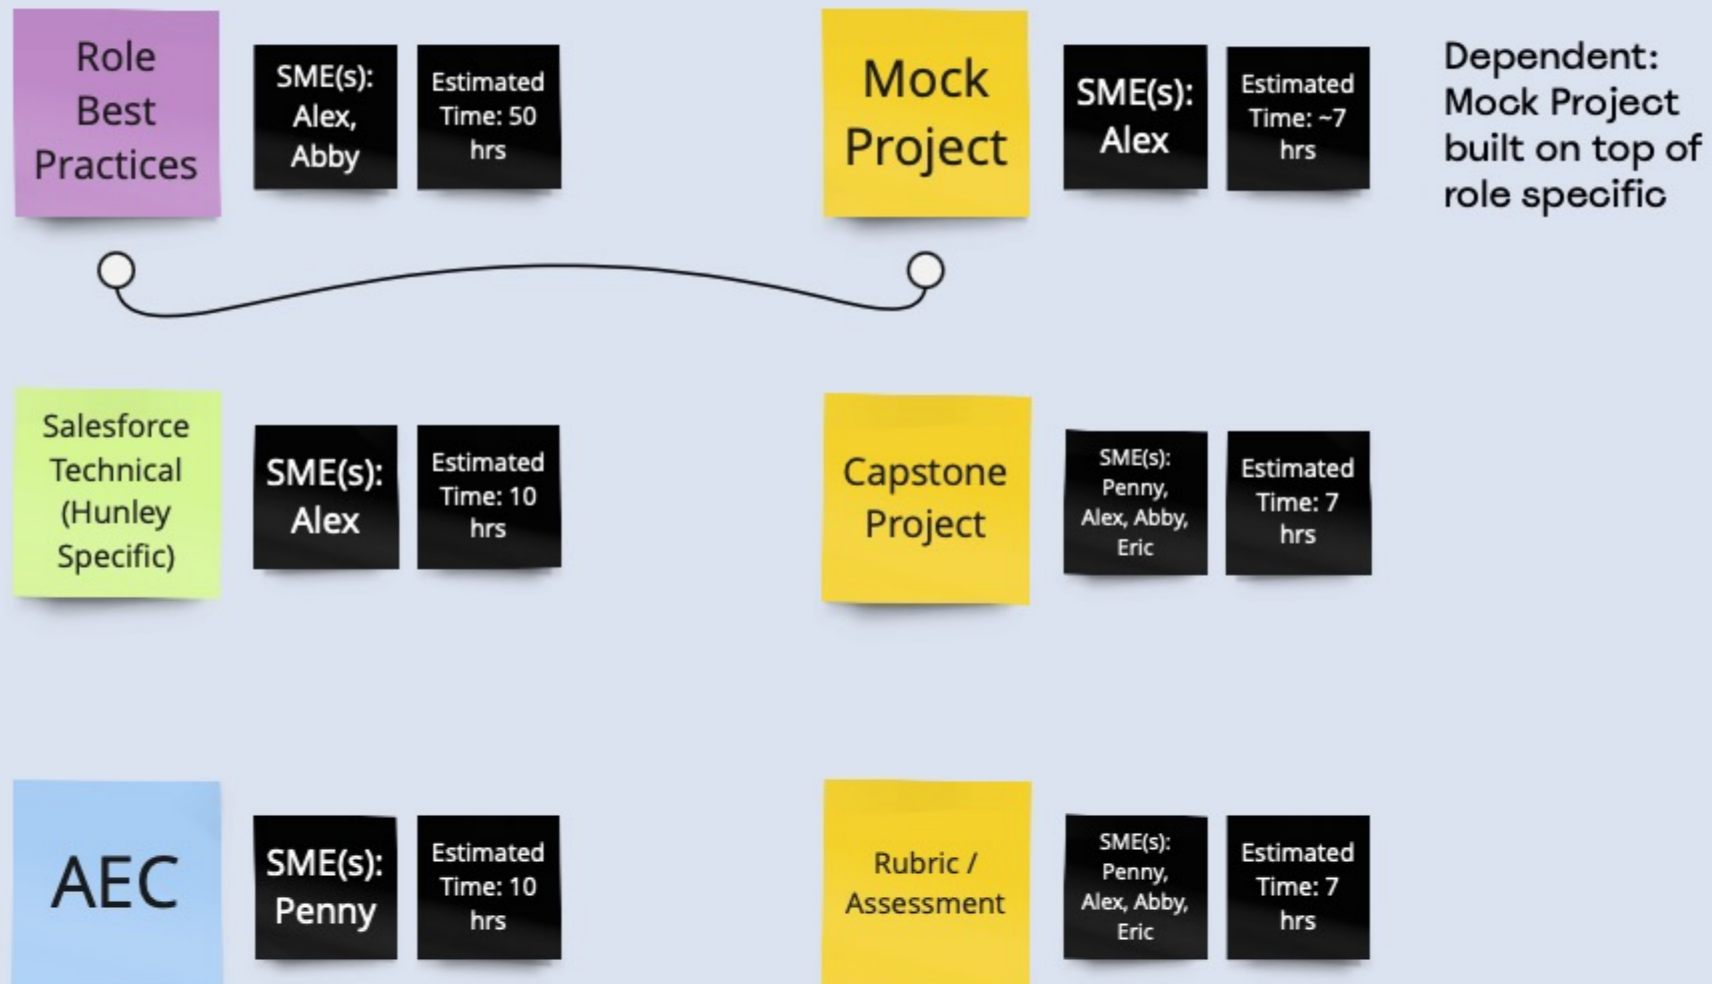 Role
Best
Practices
SME(s):
Alex,
Abby
Estimated
Time: 50
hrs
Mock
Project
SME(s):
Alex
Estimated
Time: ~7
hrs
Dependent:
Mock Project
built on top of
role specific
Salesforce
Technical
(Hunley
Specific)
SME(s):
Alex
Estimated
Time: 10
hrs
Capstone
Project
SME(s):
Penny,
Alex, Abby,
Eric
Estimated
Time: 7
hrs
AEC
SME(s):
Penny
Estimated
Time: 10
hrs
Rubric /
Assessment
SME(s):
Penny,
Alex, Abby,
Eric
Estimated
Time: 7
hrs